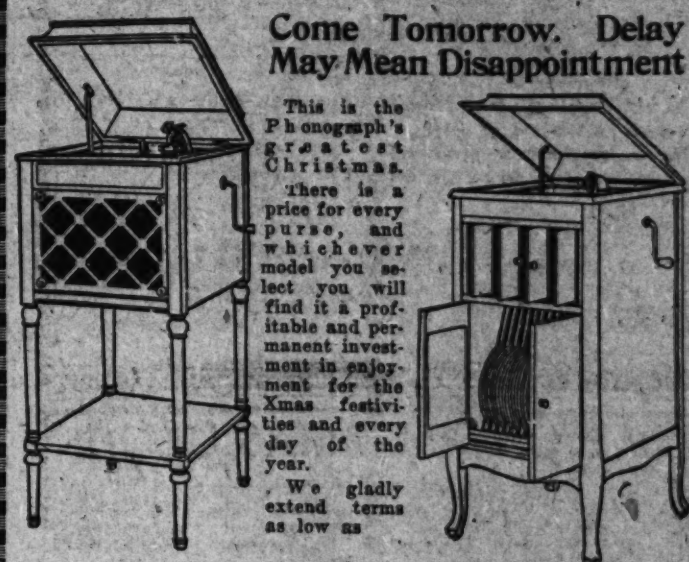 Come Tomorrow. Delay
May Mean Disappointment
This is the
Phonograph's
greatest
Christmas.
There is a
price for every
purse, and
whichever
model you se-
lect you will
find it a prof-
itable and per-
manent invest-
ment in enjoy-
ment for the
Xmas festivi-
ties and every
day of the
year.
We gladly
extend terms
as low as